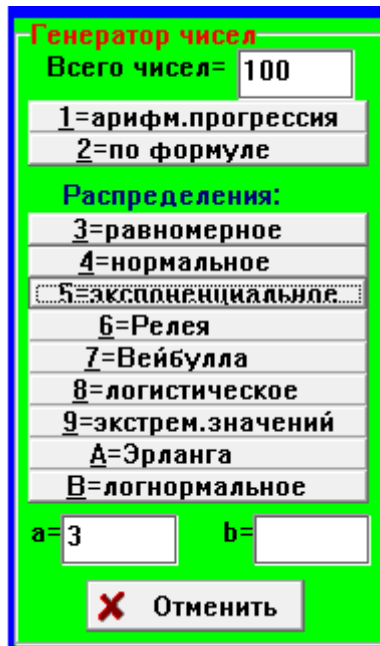 Генератор чисел
Всего чисел= 100
1=арифм.прогрессия
2=по формуле
Распределения:
3=равномерное
4=нормальное
5=экспоненциальное
6=Релея
7=Вейбулла
8=логистическое
9=экстрем.значений
A=Эрланга
B=логнормальное
a=3 b=
Отменить